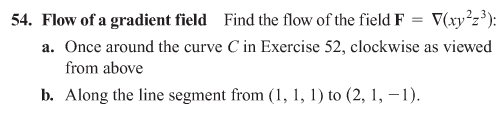 54. Flow of a gradient field Find the flow of the field F = ∇(xy²z³):
a. Once around the curve C in Exercise 52, clockwise as viewed
from above
b. Along the line segment from (1, 1, 1) to (2, 1, −1).